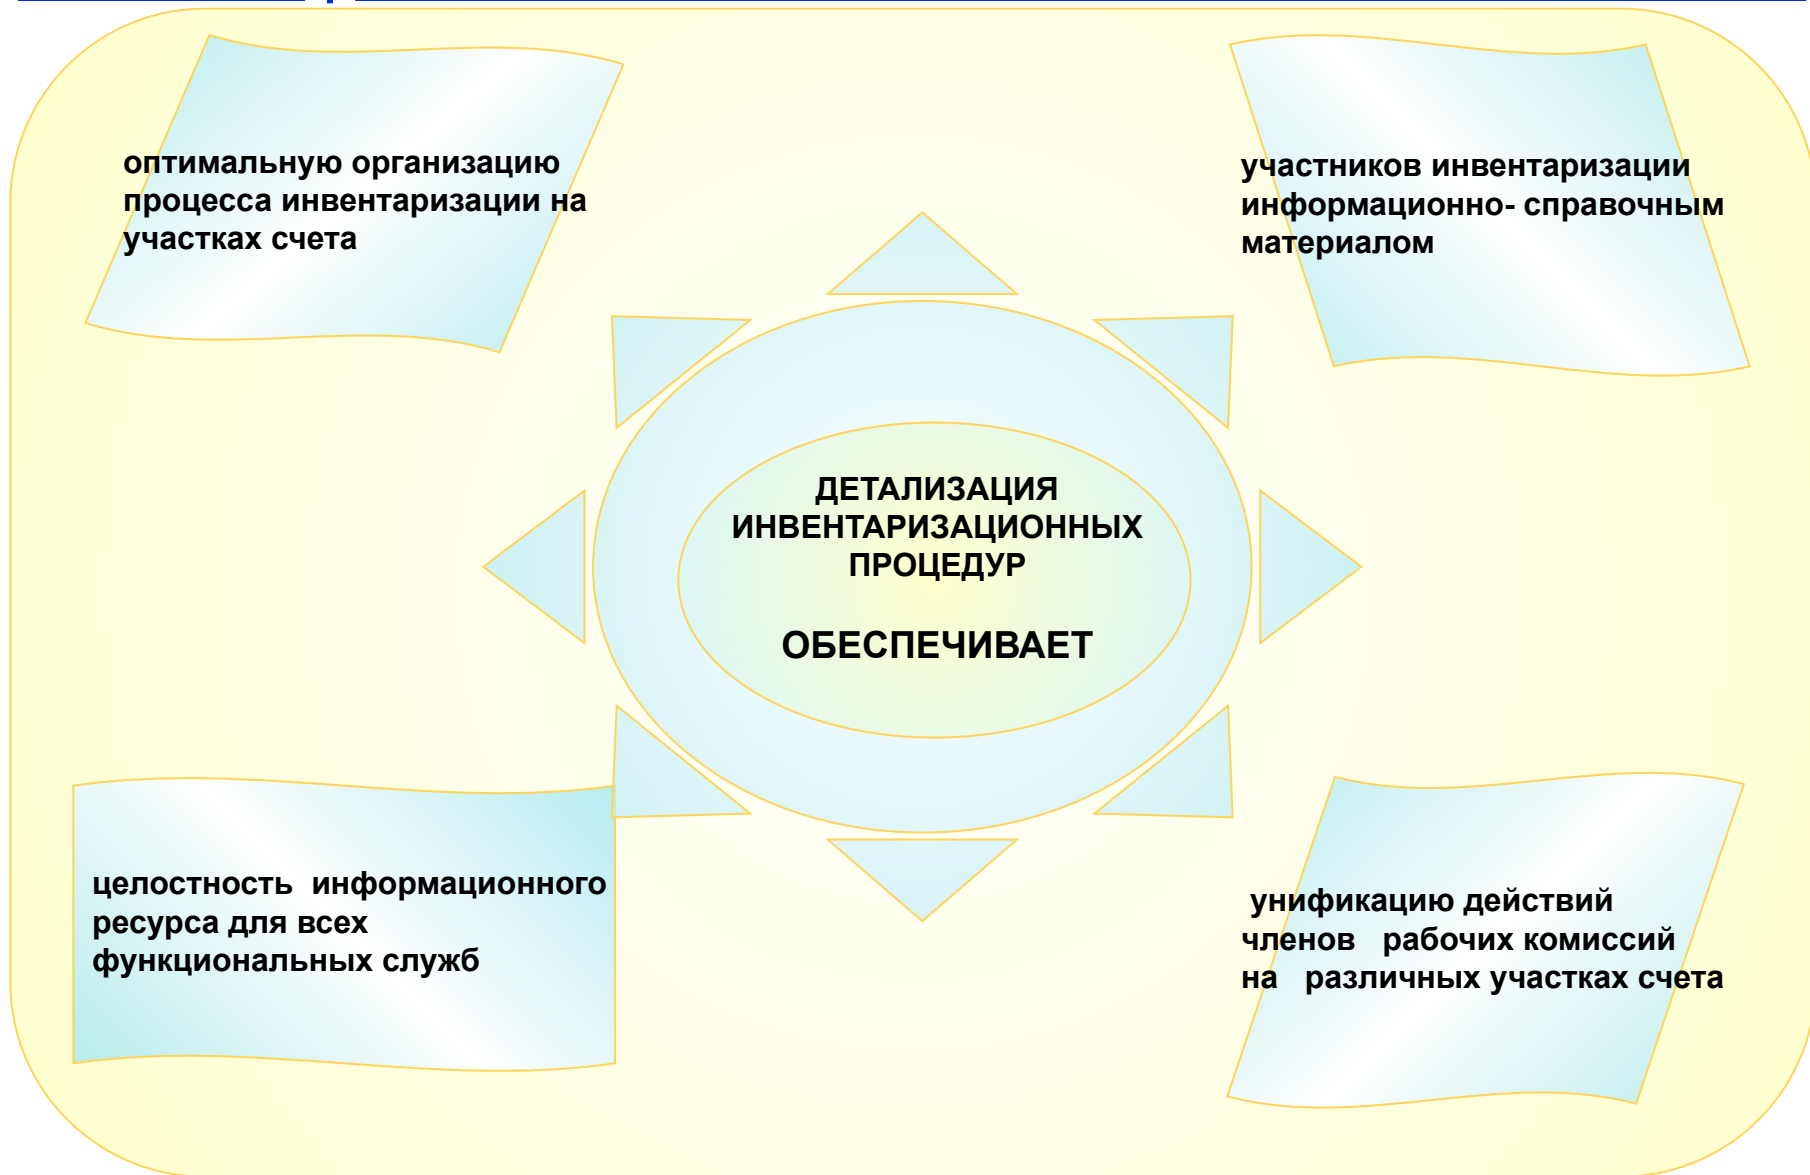 оптимальную организацию
процесса инвентаризации на
участках счета
участников инвентаризации
информационно- справочным
материалом
ДЕТАЛИЗАЦИЯ
ИНВЕНТАРИЗАЦИОННЫХ
ПРОЦЕДУР
ОБЕСПЕЧИВАЕТ
целостность информационного
ресурса для всех
функциональных служб
унификацию действий
членов рабочих комиссий
на различных участках счета